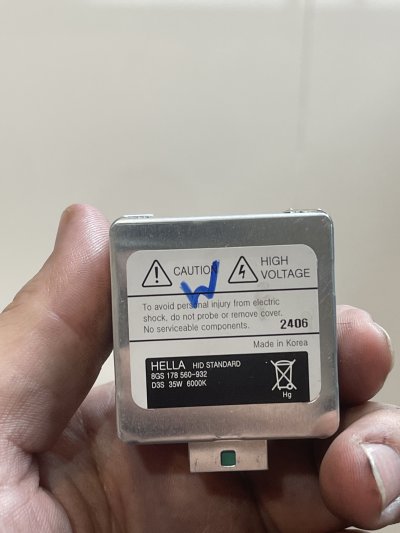 CAUTION
HIGH
VOLTAGE
W
To avoid personal injury from electric
shock, do not probe or remove cover.
No serviceable components.
2406
Made in Korea
HELLA HID STANDARD
8GS 178 560-932
D3S 35W 6000K
Hg